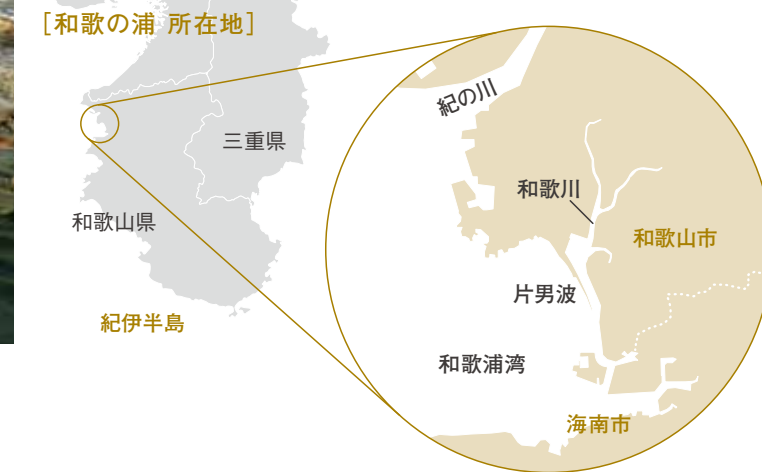 [和歌の浦 所在地]
紀の川
三重県
和歌川
和歌山県
和歌山市
片男波
紀伊半島
和歌浦湾
海南市